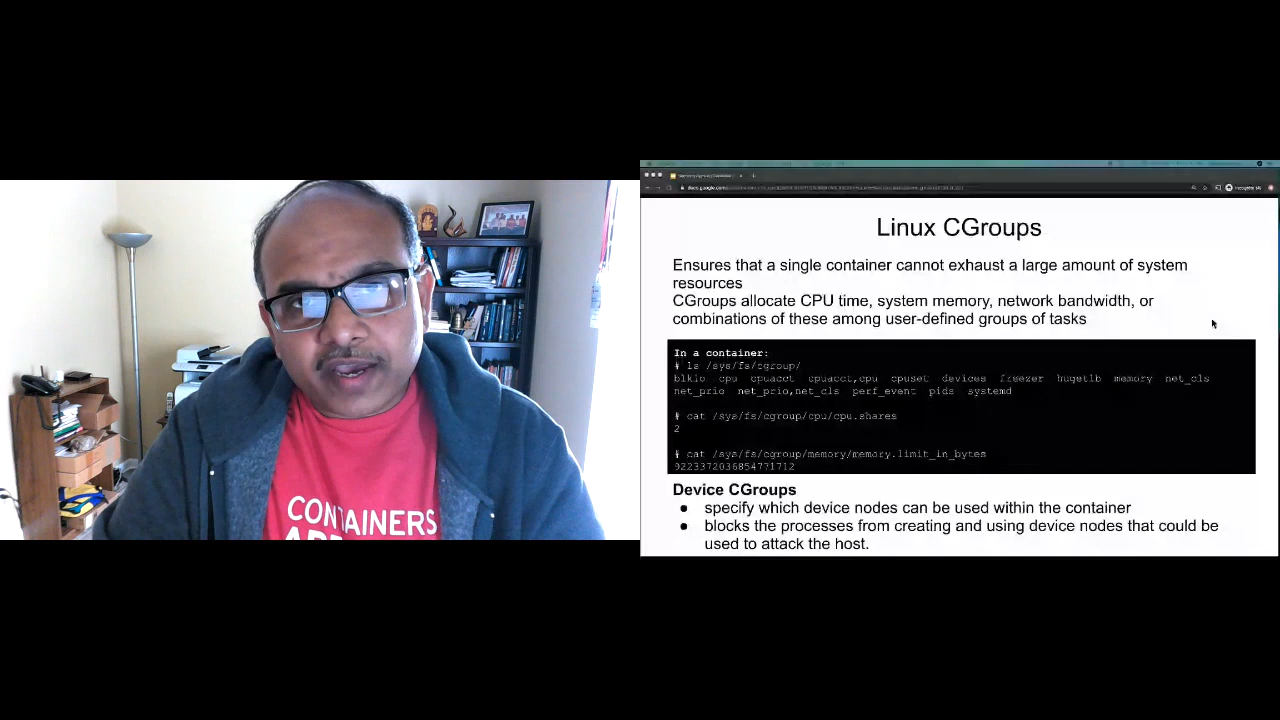 CONTAINERS
docs.google.com
Incognito (4)
Linux CGroups
Ensures that a single container cannot exhaust a large amount of system
resources
CGroups allocate CPU time, system memory, network bandwidth, or
combinations of these among user-defined groups of tasks
In a container:
# ls /sys/fs/cgroup/
blkio cpu cpuacct cpuacct,cpu cpuset devices freezer hugetlb memory net_cls
net_prio net_prio,net_cls perf_event pids systemd
# cat /sys/fs/cgroup/cpu/cpu.shares
2
# cat /sys/fs/cgroup/memory/memory.limit_in_bytes
9223372036854771712
Device CGroups
● specify which device nodes can be used within the container
● blocks the processes from creating and using device nodes that could be
used to attack the host.